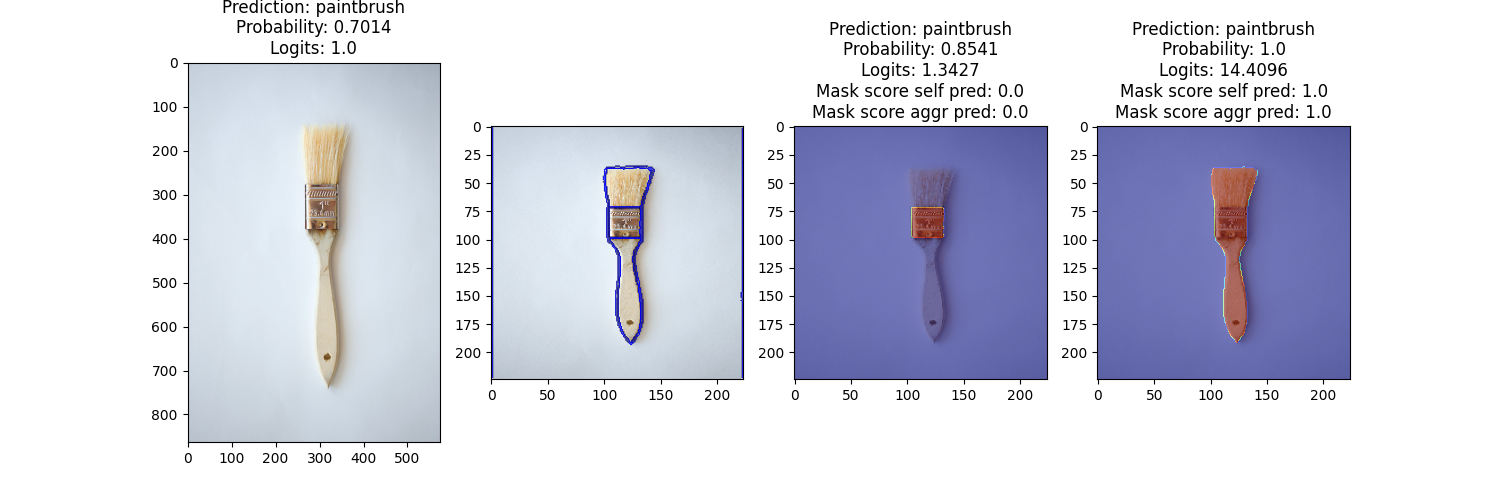 Prediction: paintbrush
Probability: 0.7014
Logits: 1.0
0
100
200
300
400
500
600
700
800
0 100 200 300 400 500
1"
0
25
50
75
100
125
150
175
200
0 50 100 150 200
Prediction: paintbrush
Probability: 0.8541
Logits: 1.3427
Mask score self pred: 0.0
Mask score aggr pred: 0.0
0
25
50
75
100
125
150
175
200
0 50 100 150 200
Prediction: paintbrush
Probability: 1.0
Logits: 14.4096
Mask score self pred: 1.0
Mask score aggr pred: 1.0
0
25
50
75
100
125
150
175
200
0 50 100 150 200